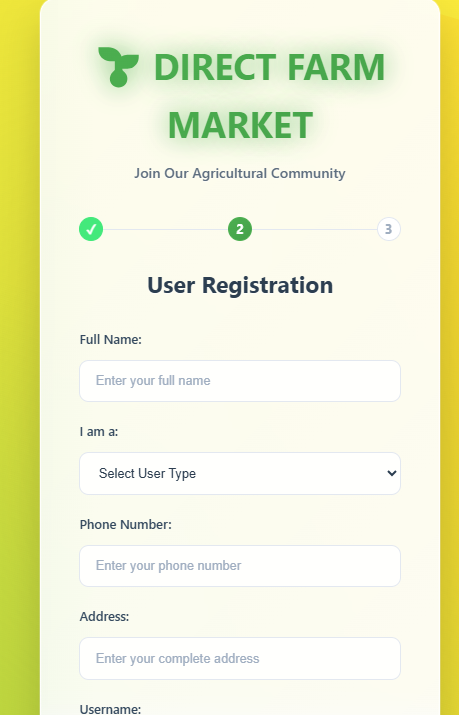 DIRECT FARM
MARKET
Join Our Agricultural Community
✓ 2 3
User Registration
Full Name:
Enter your full name
I am a:
Select User Type
Phone Number:
Enter your phone number
Address:
Enter your complete address
Username: